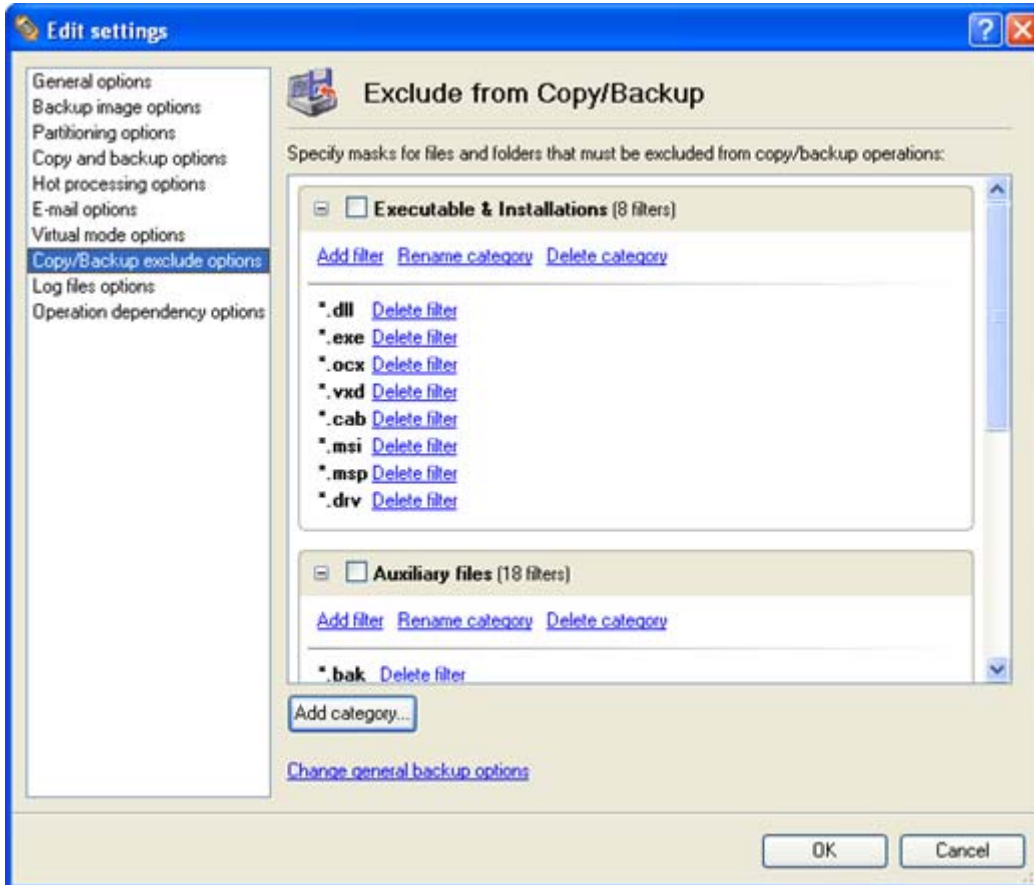 Edit settings
General options
Backup image options
Partitioning options
Copy and backup options
Hot processing options
E-mail options
Virtual mode options
Copy/Backup exclude options
Log files options
Operation dependency options
Exclude from Copy/Backup
Specify masks for files and folders that must be excluded from copy/backup operations:
Executable & Installations (8 filters)
Add filter Rename category Delete category
*.dll Delete filter
*.exe Delete filter
*.ocx Delete filter
*.vxd Delete filter
*.cab Delete filter
*.msi Delete filter
*.msp Delete filter
*.drv Delete filter
Auxiliary files (18 filters)
Add filter Rename category Delete category
*.bak Delete filter
Add category...
Change general backup options
OK Cancel